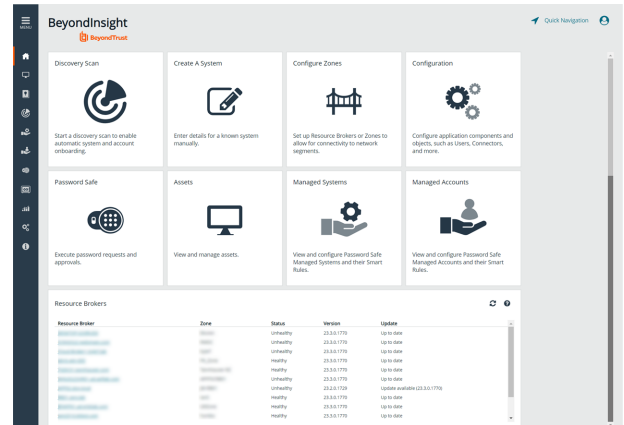 MENU
BeyondInsight
BeyondTrust
Quick Navigation
Discovery Scan
Start a discovery scan to enable
automatic system and account
onboarding.
Create A System
Enter details for a known system
manually.
Configure Zones
Set up Resource Brokers or Zones to
allow for connectivity to network
segments.
Configuration
Configure application components and
objects, such as Users, Connectors,
and more.
Password Safe
Execute password requests and
approvals.
Assets
View and manage assets.
Managed Systems
View and configure Password Safe
Managed Systems and their Smart
Rules.
Managed Accounts
View and configure Password Safe
Managed Accounts and their Smart
Rules.
Resource Brokers
Resource Broker Zone Status Version Update
Unhealthy 23.3.0.1770 Up to date
Unhealthy 23.3.0.1770 Up to date
Unhealthy 23.3.0.1770 Up to date
Healthy 23.3.0.1770 Up to date
Healthy 23.3.0.1770 Up to date
Unhealthy 23.3.0.1770 Up to date
Unhealthy 23.2.0.1729 Update available (23.3.0.1770)
Healthy 23.3.0.1770 Up to date
Healthy 23.3.0.1770 Up to date
Healthy 23.3.0.1770 Up to date